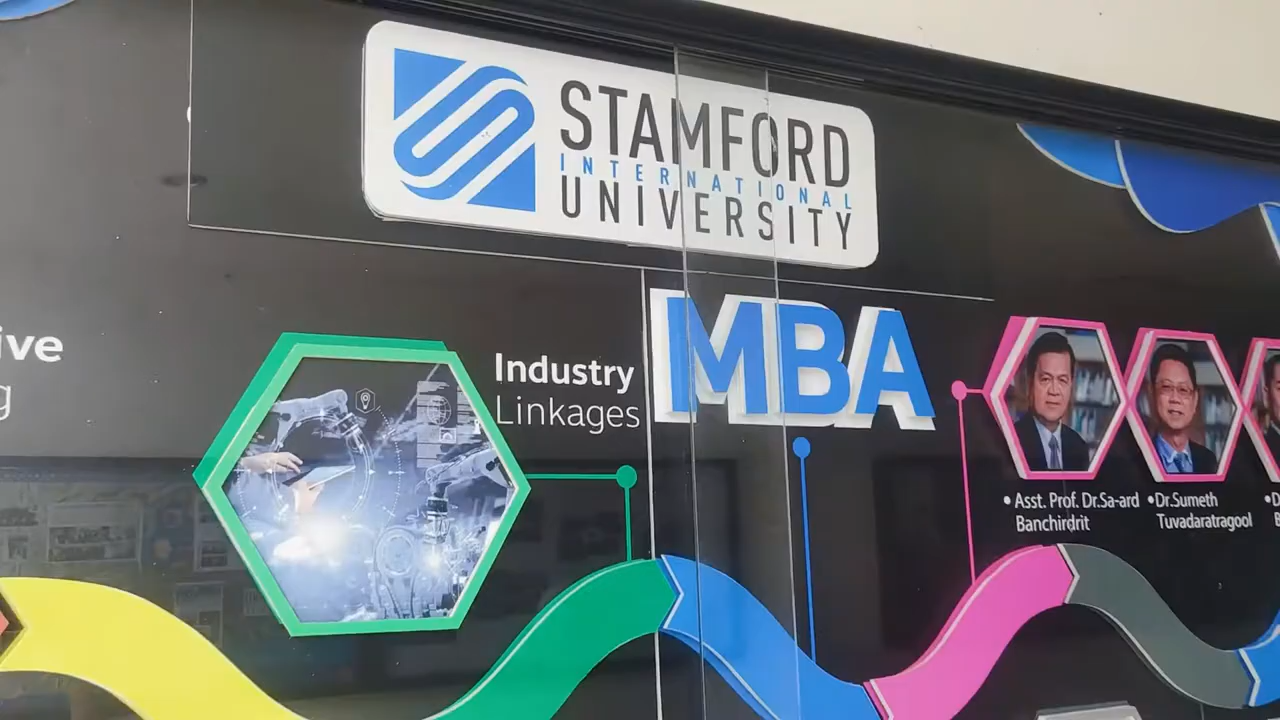 STAMFORD
INTERNATIONAL
UNIVERSITY
MBA
ive
g
Industry
Linkages
• Asst. Prof. Dr.Sa-ard
Banchirdrit
•Dr.Sumeth
Tuvadaratragool
•D